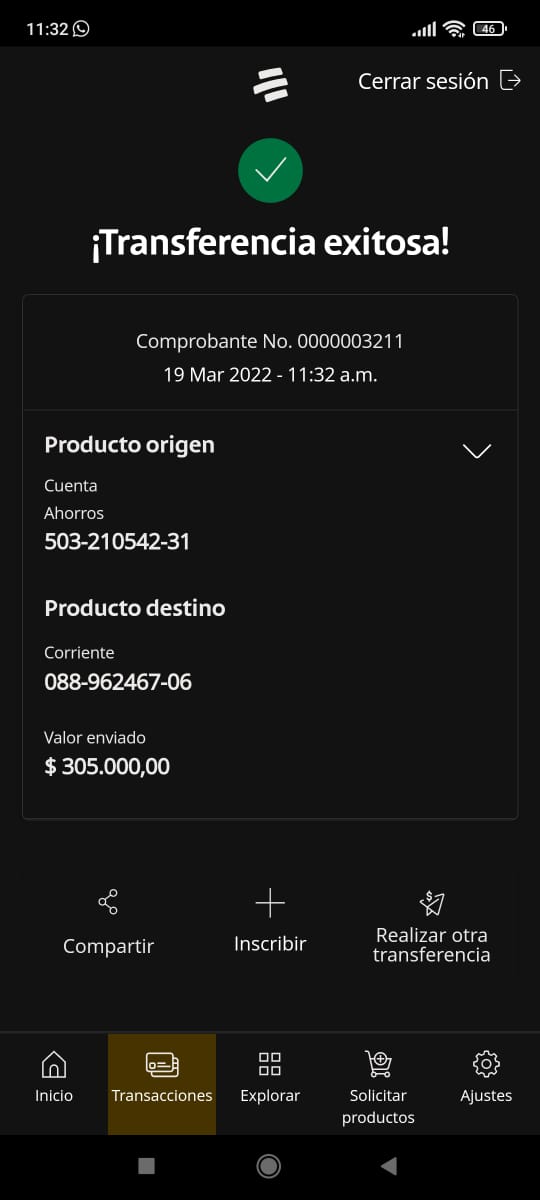 11:32
46
Cerrar sesión
¡Transferencia exitosa!
Comprobante No. 0000003211
19 Mar 2022 - 11:32 a.m.
Producto origen
Cuenta
Ahorros
503-210542-31
Producto destino
Corriente
088-962467-06
Valor enviado
$ 305.000,00
Compartir
Inscribir
Realizar otra
transferencia
Inicio
Transacciones
Explorar
Solicitar
productos
Ajustes